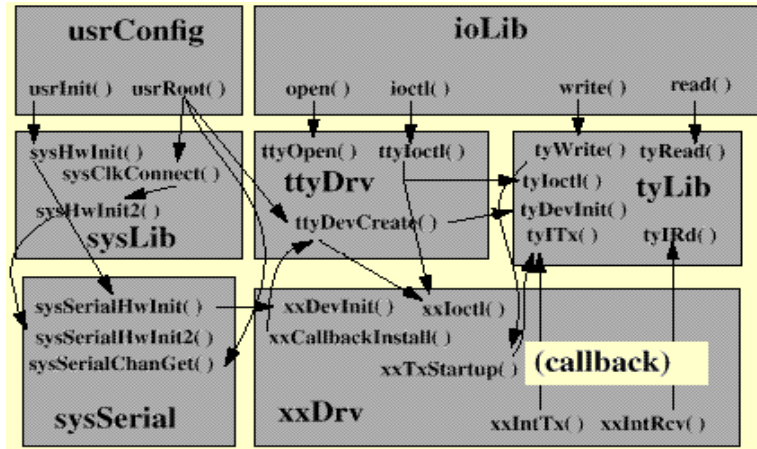 usrConfig
usrInit( ) usrRoot( )
ioLib
open( ) ioctl( ) write( ) read( )
sysHwInit( )
sysClkConnect( )
sysHwInit2( )
sysLib
ttyOpen( ) ttyIoctl( )
ttyDrv
ttyDevCreate( )
tyWrite( ) tyRead( )
tyIoctl( )
tyLib
tyDevInit( )
tyITx( ) tyIRd( )
sysSerialHwInit( )
sysSerialHwInit2( )
sysSerialChanGet( )
sysSerial
xxDevInit( ) xxIoctl( )
xxCallbackInstall( )
xxTxStartup( )
(callback)
xxDrv
xxIntTx( ) xxIntRcv( )